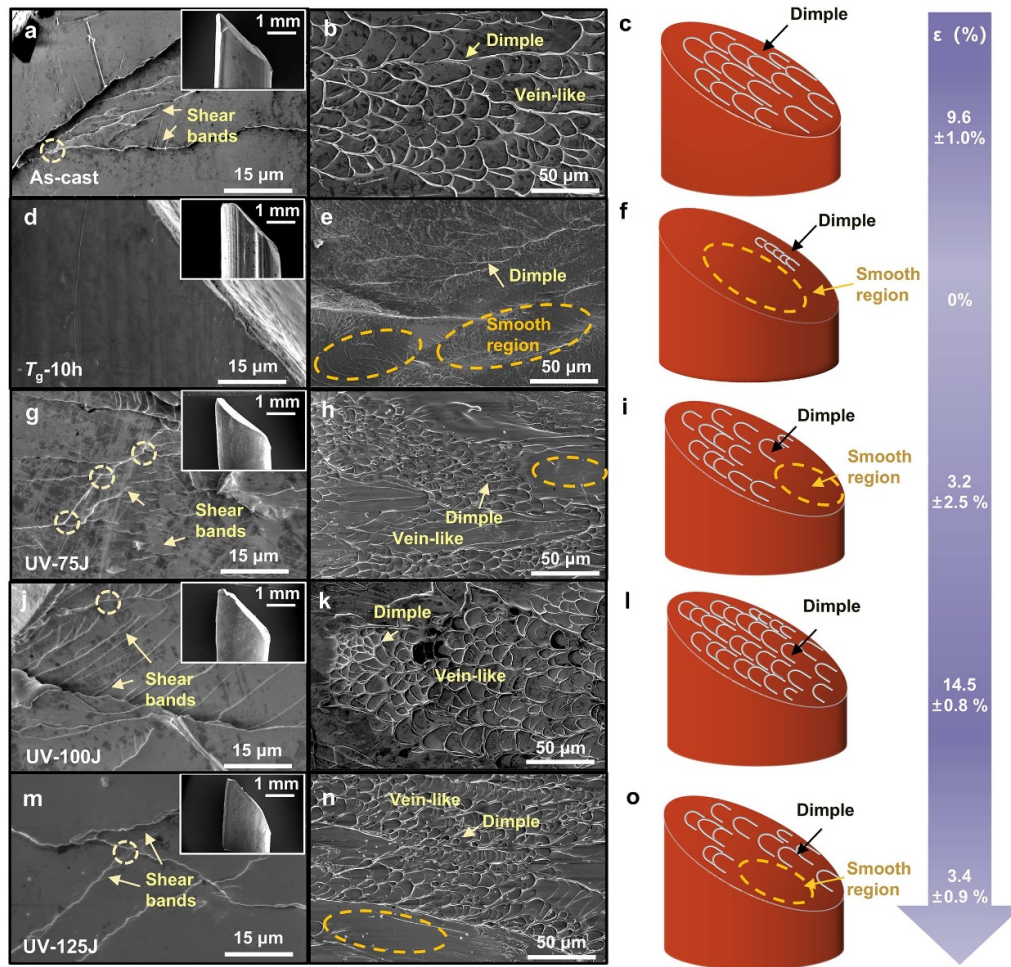 a
1 mm
Shear
bands
As-cast
15 µm
b
Dimple
Vein-like
50 µm
c
Dimple
ε (%)
9.6
±1.0%
d
1 mm
Tg-10h
15 µm
e
Dimple
Smooth
region
50 µm
f
Dimple
Smooth
region
0%
g
1 mm
Shear
bands
UV-75J
15 µm
h
Dimple
Vein-like
50 µm
i
Dimple
Smooth
region
3.2
±2.5 %
j
1 mm
Shear
bands
UV-100J
15 µm
k
Dimple
Vein-like
50 µm
l
Dimple
14.5
±0.8 %
m
1 mm
Shear
bands
UV-125J
15 µm
n
Vein-like
Dimple
50 µm
o
Dimple
Smooth
region
3.4
±0.9 %